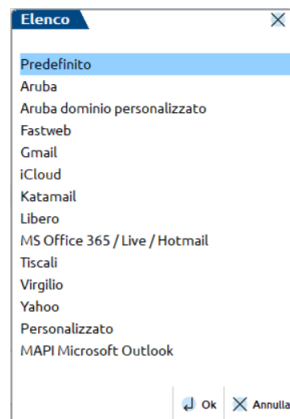 Elenco
Predefinito
Aruba
Aruba dominio personalizzato
Fastweb
Gmail
iCloud
Katamail
Libero
MS Office 365 / Live / Hotmail
Tiscali
Virgilio
Yahoo
Personalizzato
MAPI Microsoft Outlook
Ok Annulla